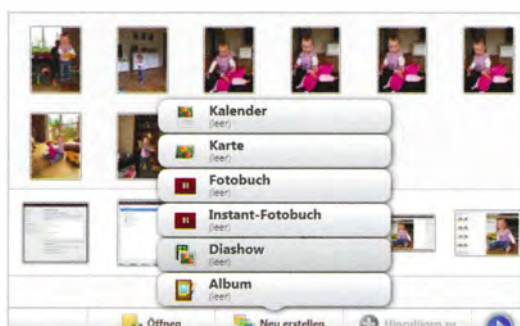 Kalender
(leer)
Karte
(leer)
Fotobuch
(leer)
Instant-Fotobuch
(leer)
Diashow
(leer)
Album
(leer)
Öffnen
Neu erstellen
Hinzufügen zu